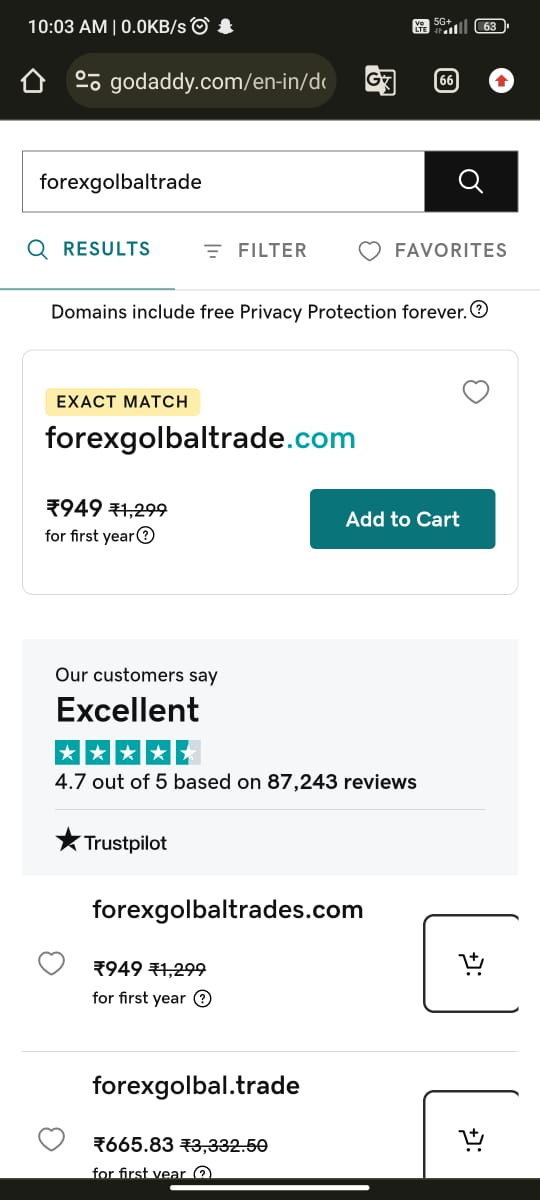 10:03 AM | 0.0KB/s
Vo LTE 5G+ 63
godaddy.com/en-in/do
66
forexgolbaltrade
RESULTS FILTER FAVORITES
Domains include free Privacy Protection forever.
EXACT MATCH
forexgolbaltrade.com
₹949 ₹1,299
for first year
Add to Cart
Our customers say
Excellent
4.7 out of 5 based on 87,243 reviews
Trustpilot
forexgolbaltrades.com
₹949 ₹1,299
for first year
forexgolbal.trade
₹665.83 ₹3,332.50
for first year